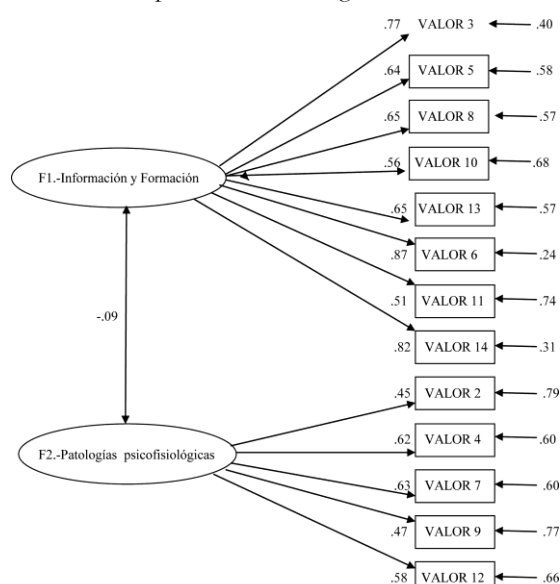 .77 VALOR 3 .40
.64 VALOR 5 .58
.65 VALOR 8 .57
.56 VALOR 10 .68
F1.-Información y Formación
.65 VALOR 13 .57
.87 VALOR 6 .24
.51 VALOR 11 .74
-.09
.82 VALOR 14 .31
.45 VALOR 2 .79
.62 VALOR 4 .60
F2.-Patologías psicofisiológicas
.63 VALOR 7 .60
.47 VALOR 9 .77
.58 VALOR 12 .66